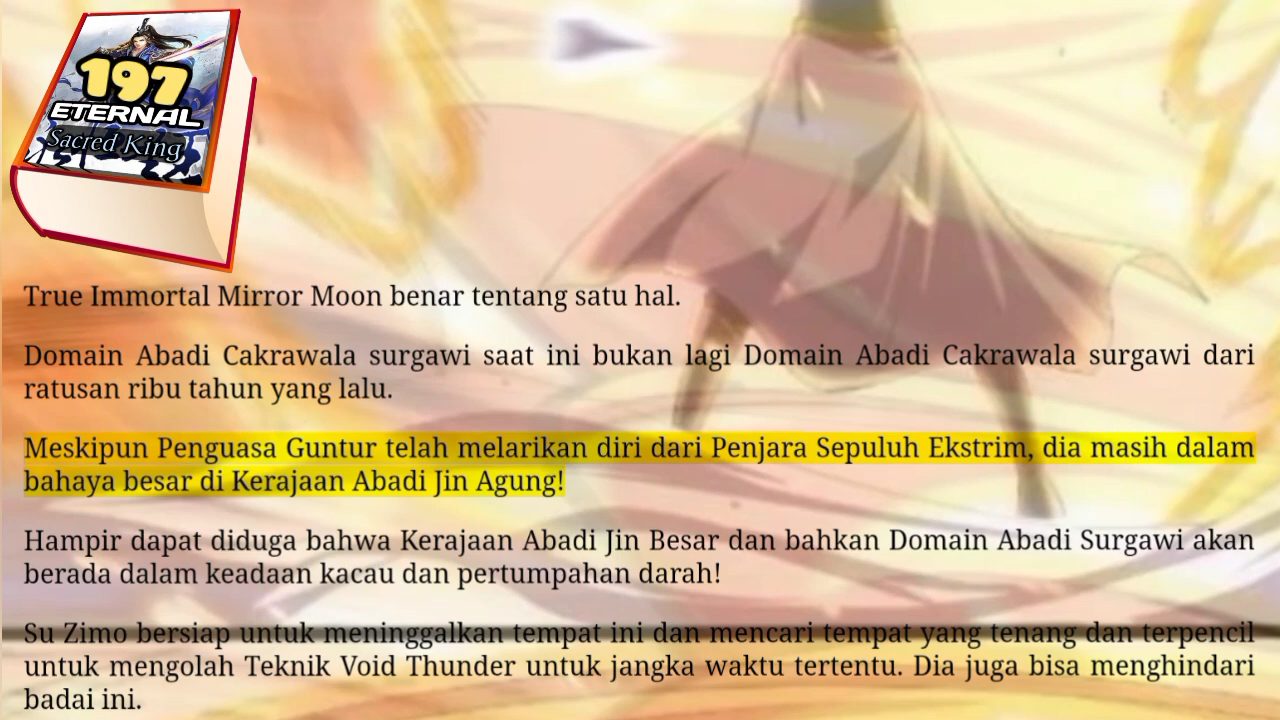 197
ETERNAL
Sacred King
True Immortal Mirror Moon benar tentang satu hal.
Domain Abadi Cakrawala surgawi saat ini bukan lagi Domain Abadi Cakrawala surgawi dari
ratusan ribu tahun yang lalu.
Meskipun Penguasa Guntur telah melarikan diri dari Penjara Sepuluh Ekstrim, dia masih dalam
bahaya besar di Kerajaan Abadi Jin Agung!
Hampir dapat diduga bahwa Kerajaan Abadi Jin Besar dan bahkan Domain Abadi Surgawi akan
berada dalam keadaan kacau dan pertumpahan darah!
Su Zimo bersiap untuk meninggalkan tempat ini dan mencari tempat yang tenang dan terpencil
untuk mengolah Teknik Void Thunder untuk jangka waktu tertentu. Dia juga bisa menghindari
badai ini.